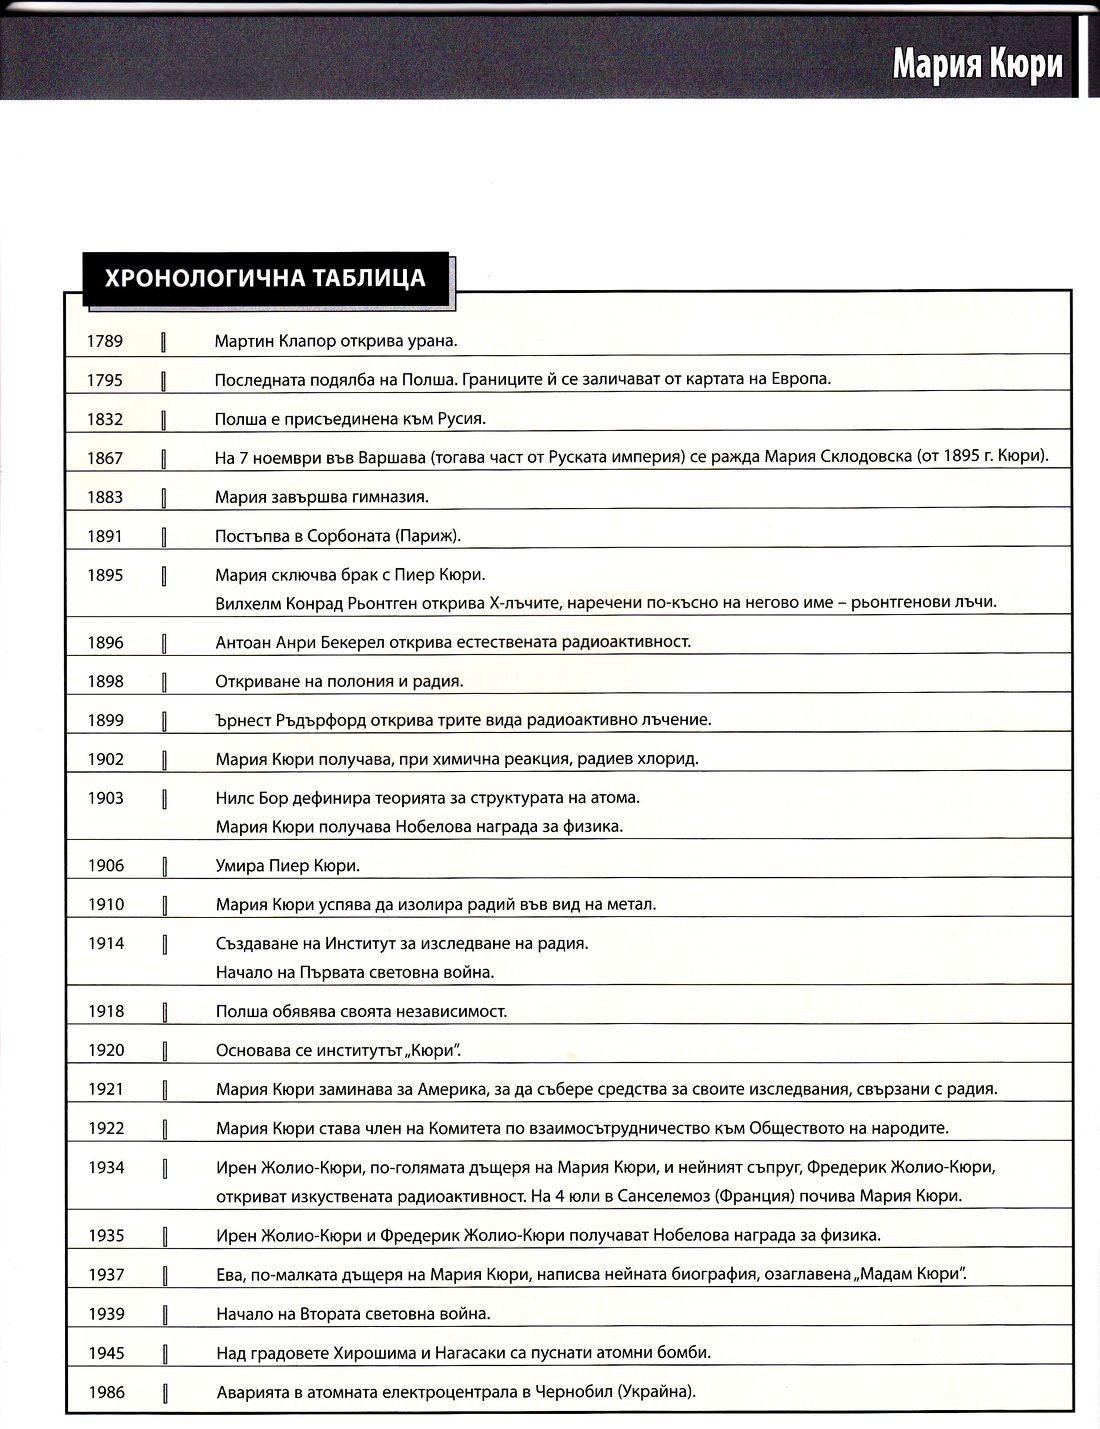 Мария Кюри
ХРОНОЛОГИЧНА ТАБЛИЦА
1789 Мартин Клапор открива урана.
1795 Последната подялба на Полша. Границите ѝ се заличават от картата на Европа.
1832 Полша е присъединена към Русия.
1867 На 7 ноември във Варшава (тогава част от Руската империя) се ражда Мария Склодовска (от 1895 г. Кюри).
1883 Мария завършва гимназия.
1891 Постъпва в Сорбоната (Париж).
1895 Мария сключва брак с Пиер Кюри.
Вилхелм Конрад Рьонтген открива Х-лъчите, наречени по-късно на негово име – рьонтгенови лъчи.
1896 Антоан Анри Бекерел открива естествената радиоактивност.
1898 Откриване на полония и радия.
1899 Ърнест Ръдърфорд открива трите вида радиоактивно лъчение.
1902 Мария Кюри получава, при химична реакция, радиев хлорид.
1903 Нилс Бор дефинира теорията за структурата на атома.
Мария Кюри получава Нобелова награда за физика.
1906 Умира Пиер Кюри.
1910 Мария Кюри успява да изолира радий във вид на метал.
1914 Създаване на Институт за изследване на радия.
Начало на Първата световна война.
1918 Полша обявява своята независимост.
1920 Основава се институтът „Кюри”.
1921 Мария Кюри заминава за Америка, за да събере средства за своите изследвания, свързани с радия.
1922 Мария Кюри става член на Комитета по взаимосътрудничество към Обществото на народите.
1934 Ирен Жолио-Кюри, по-голямата дъщеря на Мария Кюри, и нейният съпруг, Фредерик Жолио-Кюри,
откриват изкуствената радиоактивност. На 4 юли в Санселемоз (Франция) почива Мария Кюри.
1935 Ирен Жолио-Кюри и Фредерик Жолио-Кюри получават Нобелова награда за физика.
1937 Ева, по-малката дъщеря на Мария Кюри, написва нейната биография, озаглавена „Мадам Кюри”.
1939 Начало на Втората световна война.
1945 Над градовете Хирошима и Нагасаки са пуснати атомни бомби.
1986 Аварията в атомната електроцентрала в Чернобил (Украйна).